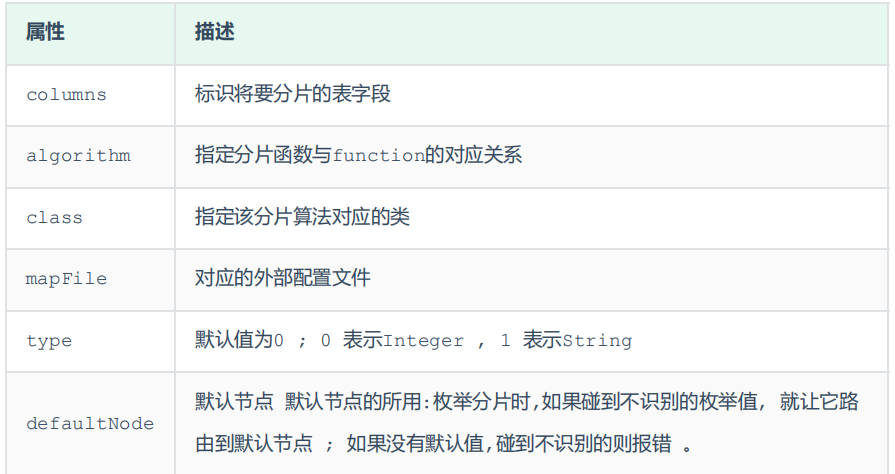 属性 描述
columns 标识将要分片的表字段
algorithm 指定分片函数与function的对应关系
class 指定该分片算法对应的类
mapFile 对应的外部配置文件
type 默认值为0 ; 0 表示Integer , 1 表示String
defaultNode 默认节点 默认节点的所用:枚举分片时,如果碰到不识别的枚举值, 就让它路
由到默认节点 ; 如果没有默认值,碰到不识别的则报错 。